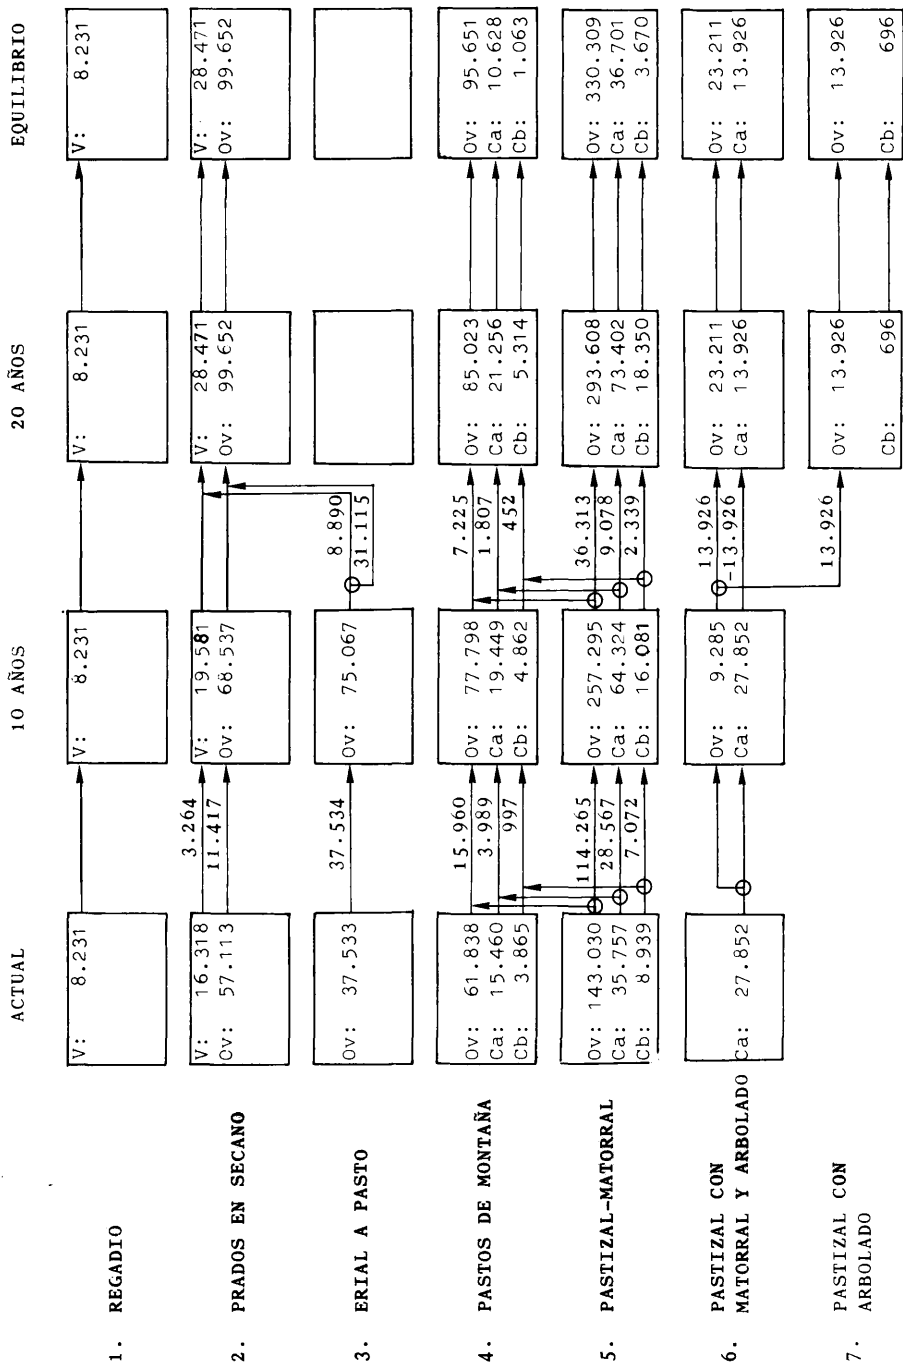 ACTUAL
10 AÑOS
20 AÑOS
EQUILIBRIO
1. REGADIO
V: 8.231
V: 8.231
V: 8.231
V: 8.231
2. PRADOS EN SECANO
V: 16.318
Ov: 57.113
3.264
11.417
V: 19.581
Ov: 68.537
V: 28.471
Ov: 99.652
V: 28.471
Ov: 99.652
3. ERIAL A PASTO
Ov: 37.533
37.534
Ov: 75.067
8.890
31.115
4. PASTOS DE MONTAÑA
Ov: 61.838
Ca: 15.460
Cb: 3.865
15.960
3.989
997
Ov: 77.798
Ca: 19.449
Cb: 4.862
7.225
1.807
452
Ov: 85.023
Ca: 21.256
Cb: 5.314
Ov: 95.651
Ca: 10.628
Cb: 1.063
5. PASTIZAL-MATORRAL
Ov: 143.030
Ca: 35.757
Cb: 8.939
114.265
28.567
7.072
Ov: 257.295
Ca: 64.324
Cb: 16.081
36.313
9.078
2.339
Ov: 293.608
Ca: 73.402
Cb: 18.350
Ov: 330.309
Ca: 36.701
Cb: 3.670
6. PASTIZAL CON
MATORRAL Y ARBOLADO
Ca: 27.852
Ov: 9.285
Ca: 27.852
13.926
-13.926
Ov: 23.211
Ca: 13.926
Ov: 23.211
Ca: 13.926
7. PASTIZAL CON
ARBOLADO
13.926
Ov: 13.926
Cb: 696
Ov: 13.926
Cb: 696